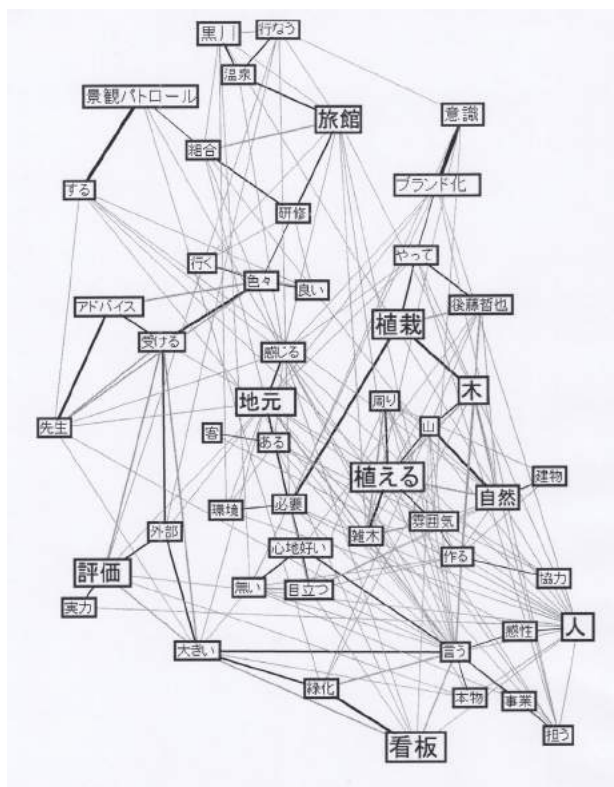 黒川
行なう
温泉
景観パトロール
旅館
意識
組合
ブランド化
する
研修
やって
行く
色々
良い
アドバイス
後藤哲也
植栽
受ける
感じる
木
地元
周り
先生
客
ある
山
植える
建物
自然
環境
必要
雰囲気
外部
雑木
心地好い
作る
評価
無い
目立つ
協力
実力
感性
人
大きい
言う
緑化
本物
事業
看板
担う